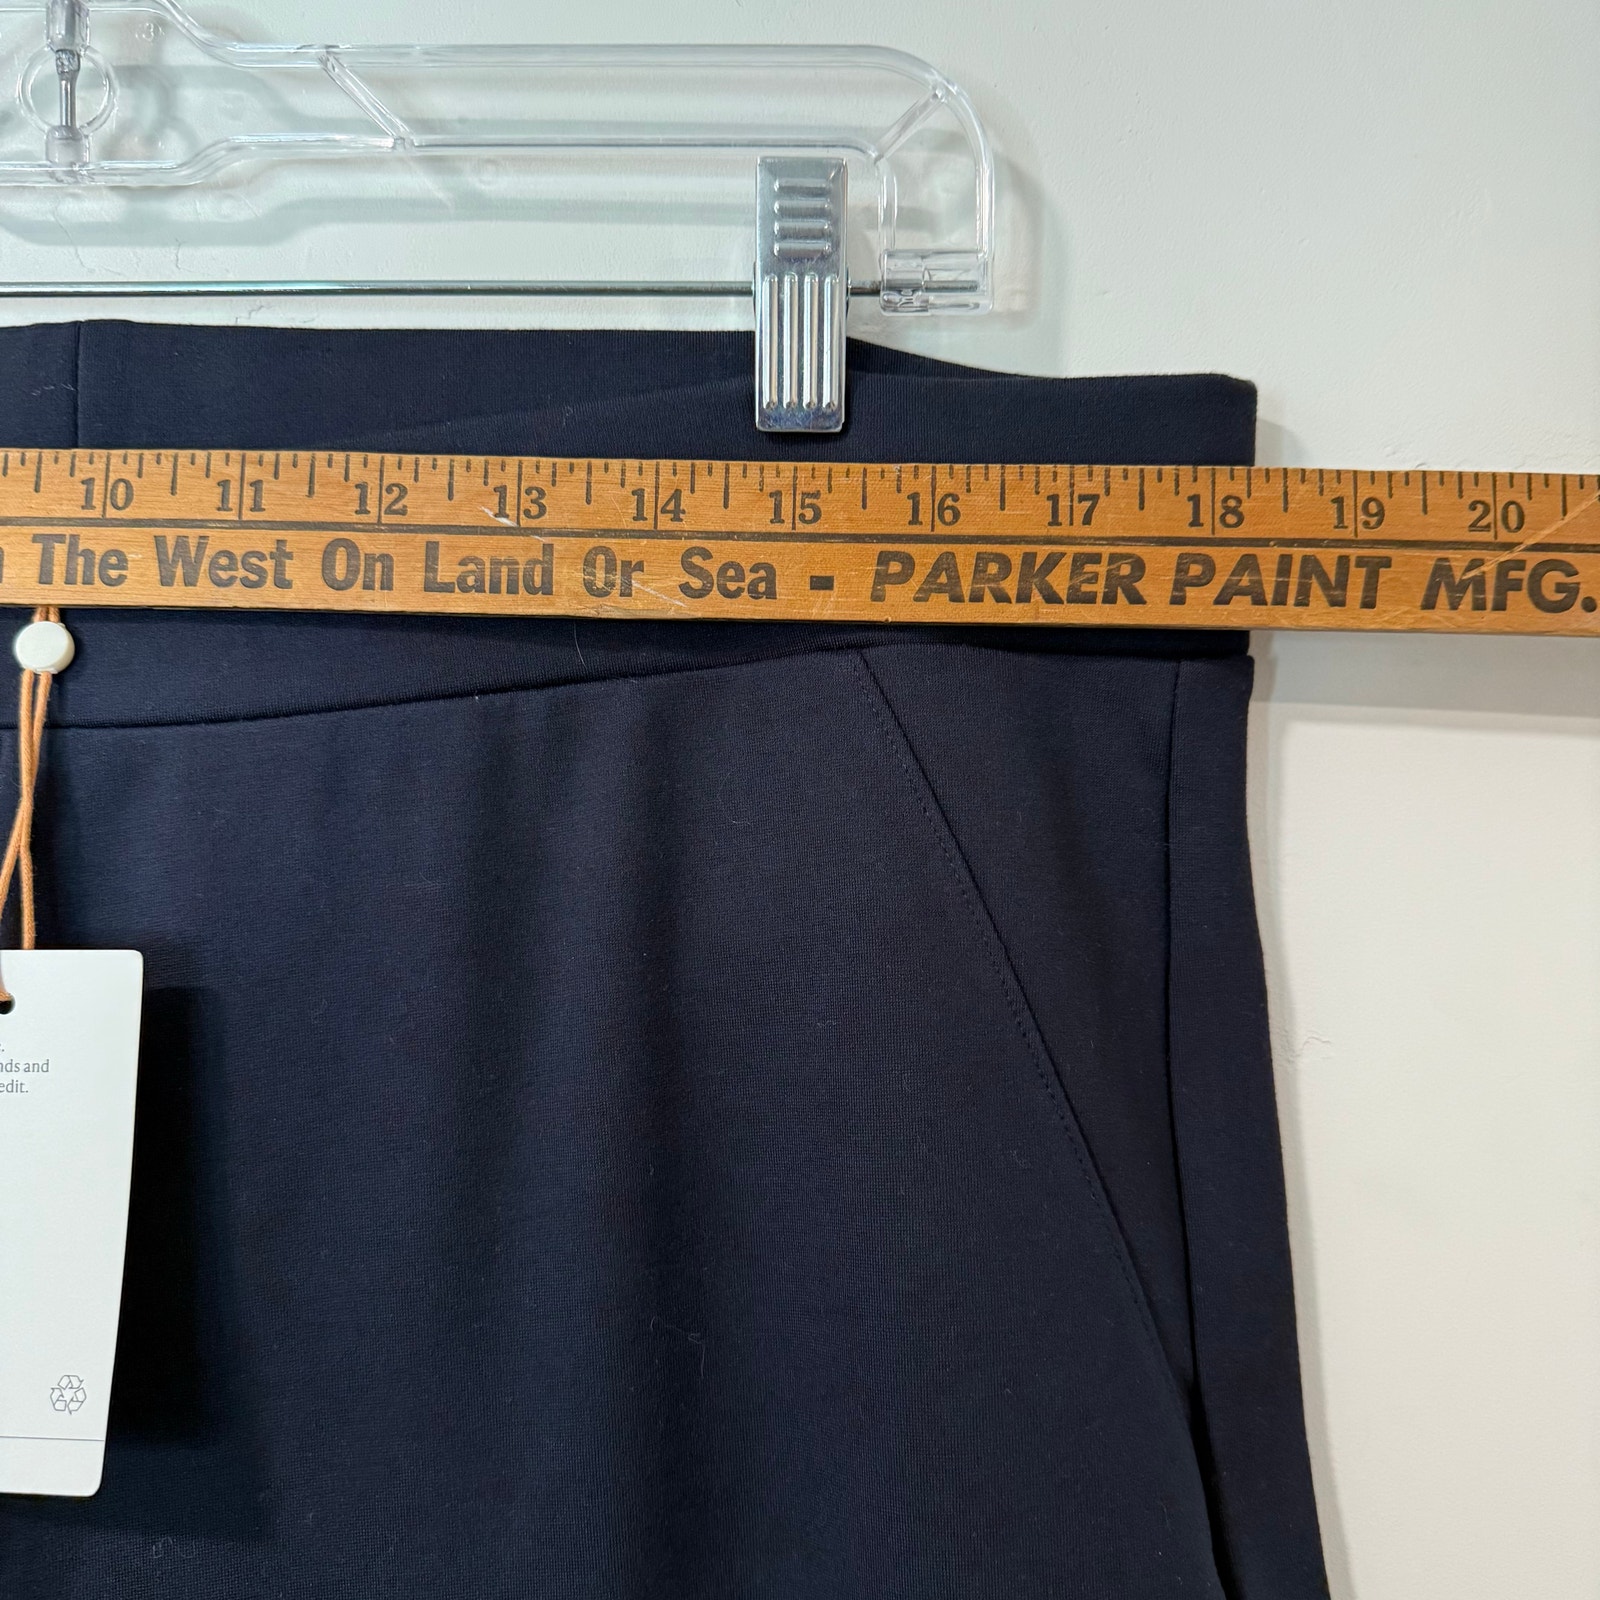 10 11 12 13 14 15 16 17 18 19 20
The West On Land Or Sea - PARKER PAINT MFG.
nds and
edit.